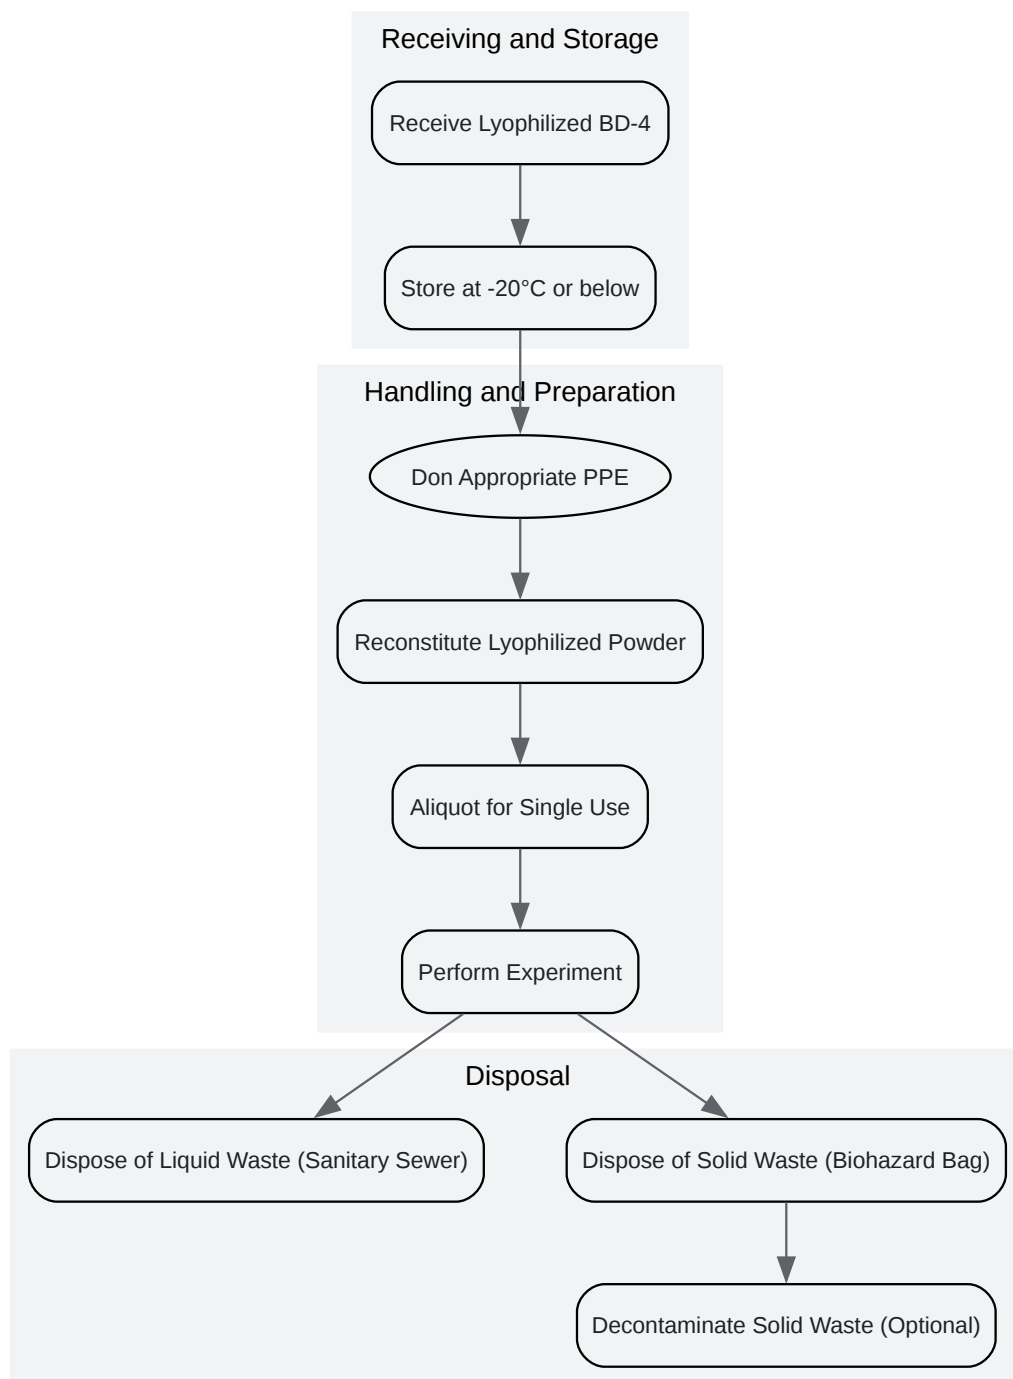 Receiving and Storage
Receive Lyophilized BD-4
Store at -20°C or below
Handling and Preparation
Don Appropriate PPE
Reconstitute Lyophilized Powder
Aliquot for Single Use
Perform Experiment
Disposal
Dispose of Liquid Waste (Sanitary Sewer)
Dispose of Solid Waste (Biohazard Bag)
Decontaminate Solid Waste (Optional)